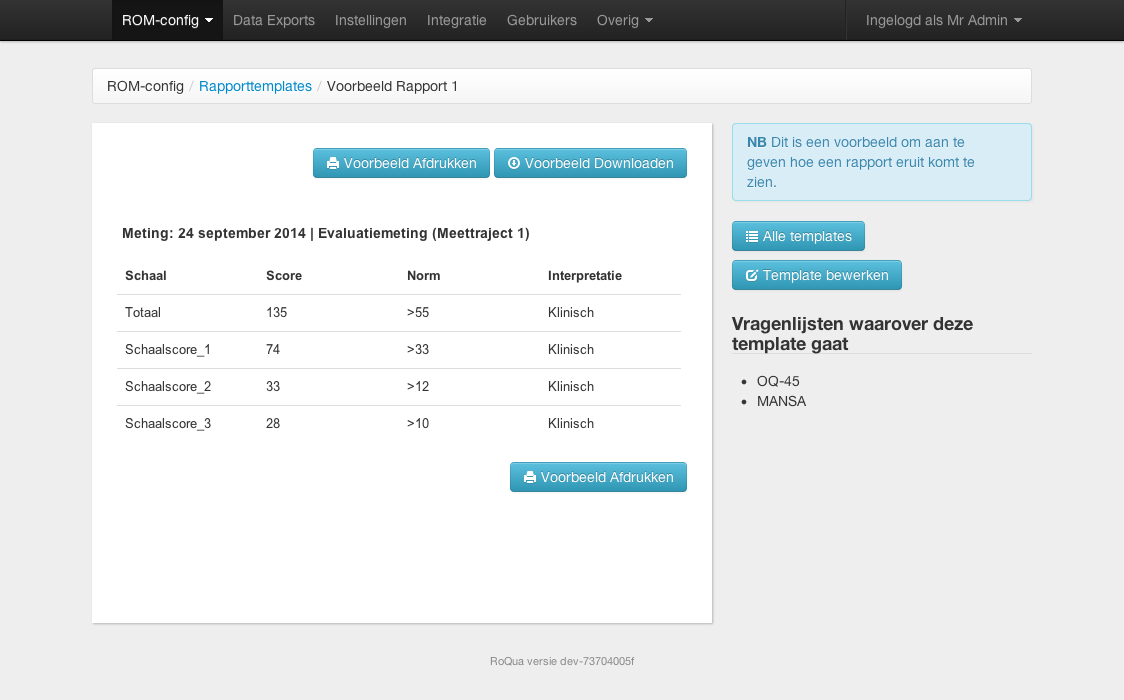 ROM-config Data Exports Instellingen Integratie Gebruikers Overig Ingelogd als Mr Admin
ROM-config / Rapporttemplates / Voorbeeld Rapport 1
Voorbeeld Afdrukken Voorbeeld Downloaden
Meting: 24 september 2014 | Evaluatiemeting (Meettraject 1)
Schaal Score Norm Interpretatie
Totaal 135 >55 Klinisch
Schaalscore_1 74 >33 Klinisch
Schaalscore_2 33 >12 Klinisch
Schaalscore_3 28 >10 Klinisch
Voorbeeld Afdrukken
NB Dit is een voorbeeld om aan te
geven hoe een rapport eruit komt te
zien.
Alle templates
Template bewerken
Vragenlijsten waarover deze
template gaat
OQ-45
MANSA
RoQua versie dev-73704005f